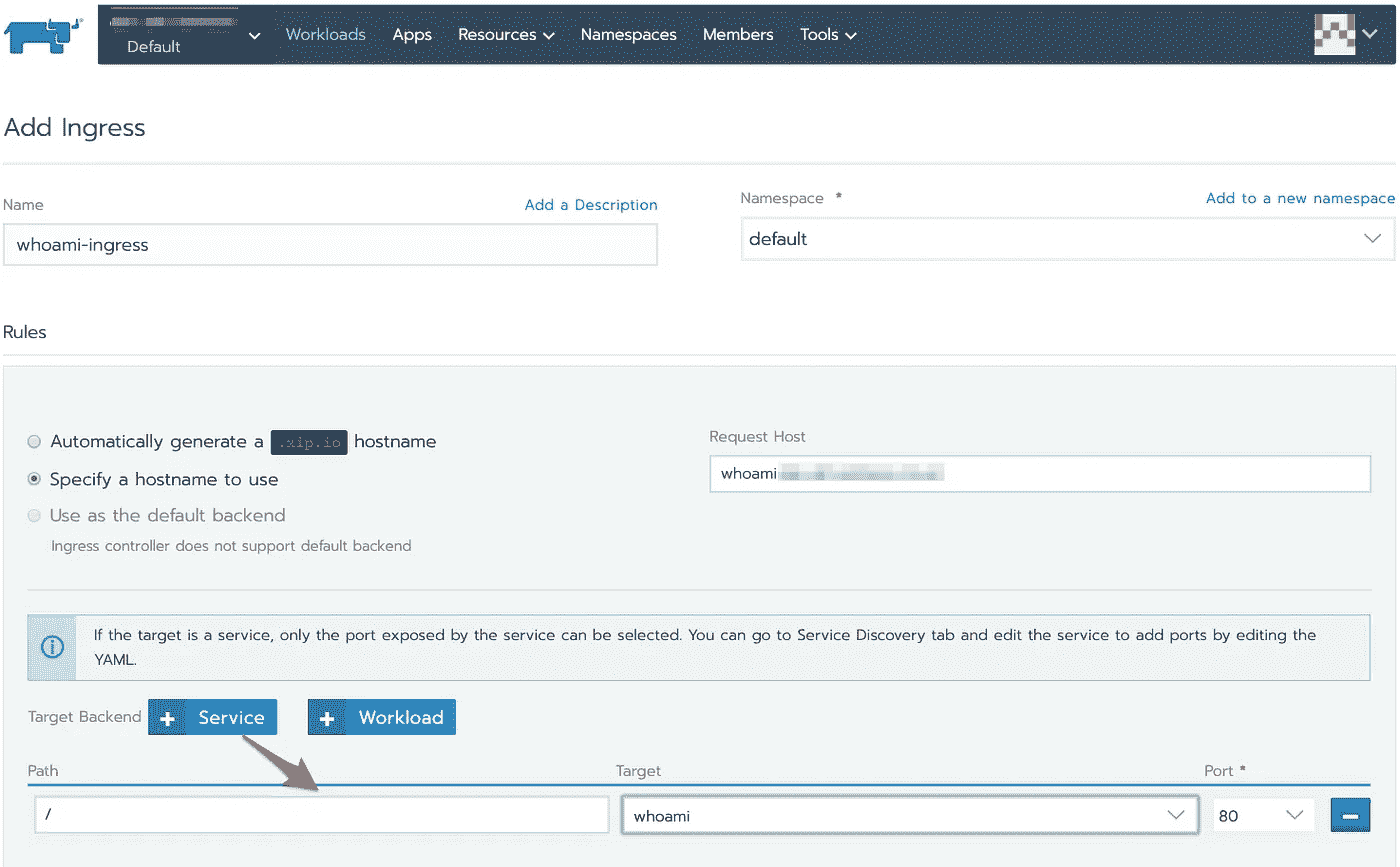 Default
Workloads
Apps
Resources
Namespaces
Members
Tools
Add Ingress
Name
Add a Description
whoami-ingress
Namespace *
Add to a new namespace
default
Rules
Automatically generate a .xip.io hostname
Specify a hostname to use
Use as the default backend
Ingress controller does not support default backend
Request Host
whoami
If the target is a service, only the port exposed by the service can be selected. You can go to Service Discovery tab and edit the service to add ports by editing the
YAML.
Target Backend
+ Service
+ Workload
Path
Target
Port *
/
whoami
80